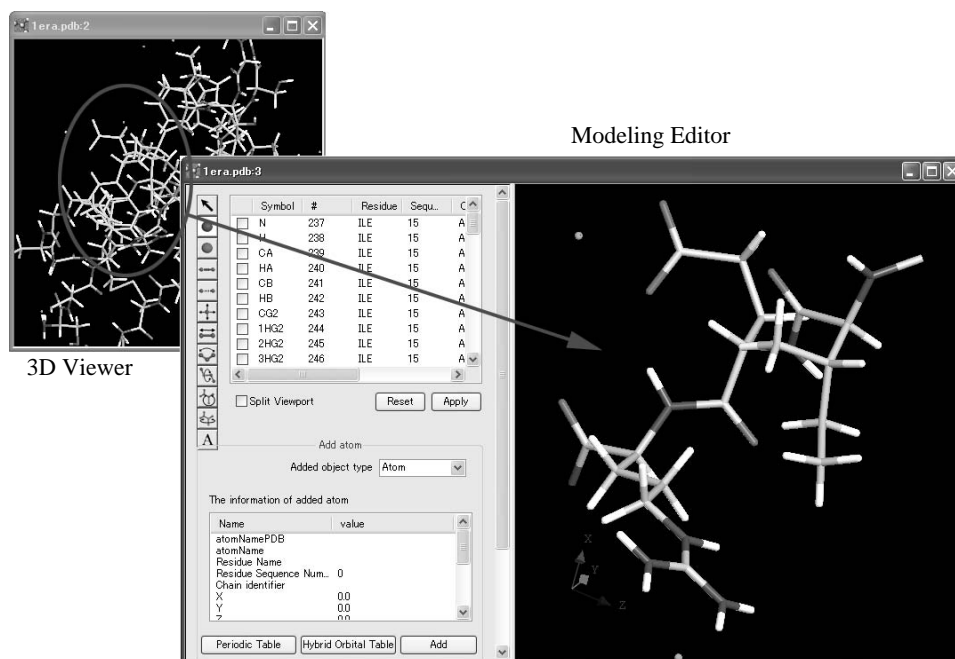 1era.pdb:2
Modeling Editor
1era.pdb:3
Symbol # Residue Sequ... C
N 237 ILE 15 A
H 238 ILE 15 A
CA 239 ILE 15 A
HA 240 ILE 15 A
CB 241 ILE 15 A
HB 242 ILE 15 A
CG2 243 ILE 15 A
1HG2 244 ILE 15 A
2HG2 245 ILE 15 A
3HG2 246 ILE 15 A
3D Viewer
Split Viewport Reset Apply
A
Add atom
Added object type Atom
The information of added atom
Name value
atomNamePDB
atomName
Residue Name
Residue Sequence Num... 0
Chain identifier
X 0.0
Y 0.0
Z 0.0
Periodic Table Hybrid Orbital Table Add
X
Y
Z